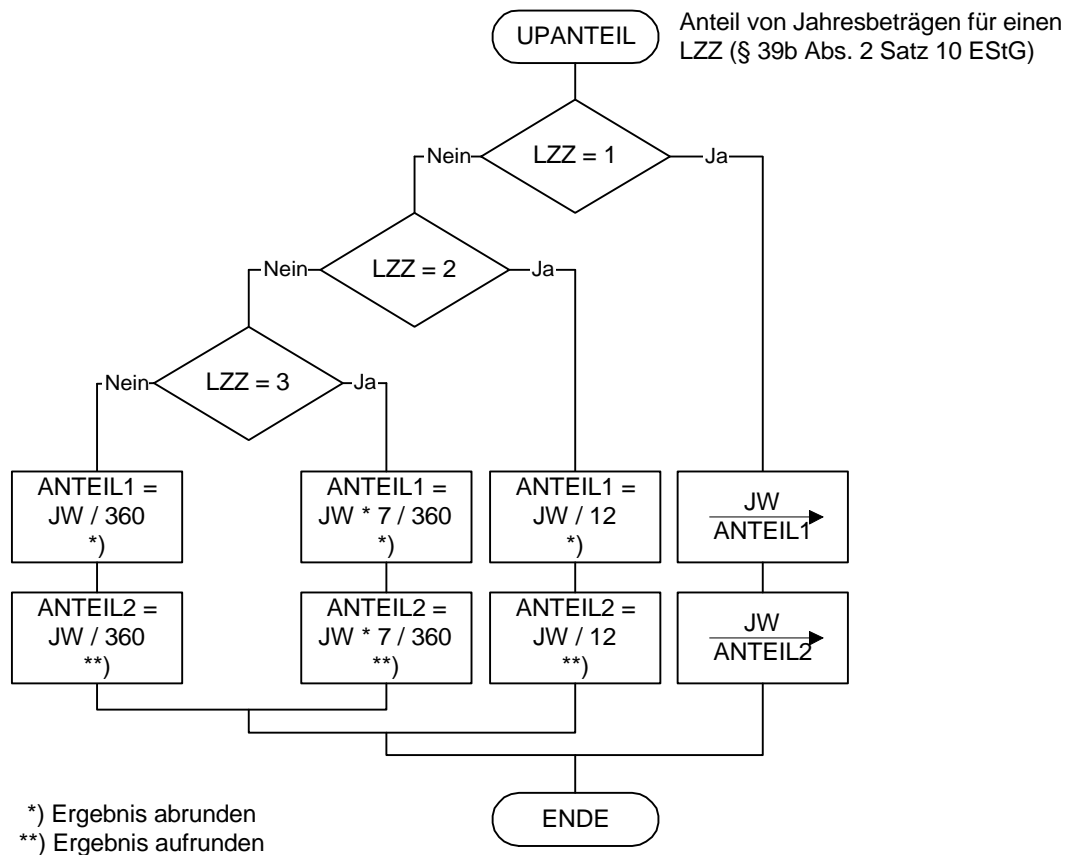 UPANTEIL
Anteil von Jahresbeträgen für einen
LZZ (§ 39b Abs. 2 Satz 10 EStG)
Nein
LZZ = 1
Ja
Nein
LZZ = 2
Ja
Nein
LZZ = 3
Ja
ANTEIL1 =
JW / 360
*)
ANTEIL1 =
JW * 7 / 360
*)
ANTEIL1 =
JW / 12
*)
JW
ANTEIL1
ANTEIL2 =
JW / 360
**)
ANTEIL2 =
JW * 7 / 360
**)
ANTEIL2 =
JW / 12
**)
JW
ANTEIL2
ENDE
*) Ergebnis abrunden
**) Ergebnis aufrunden